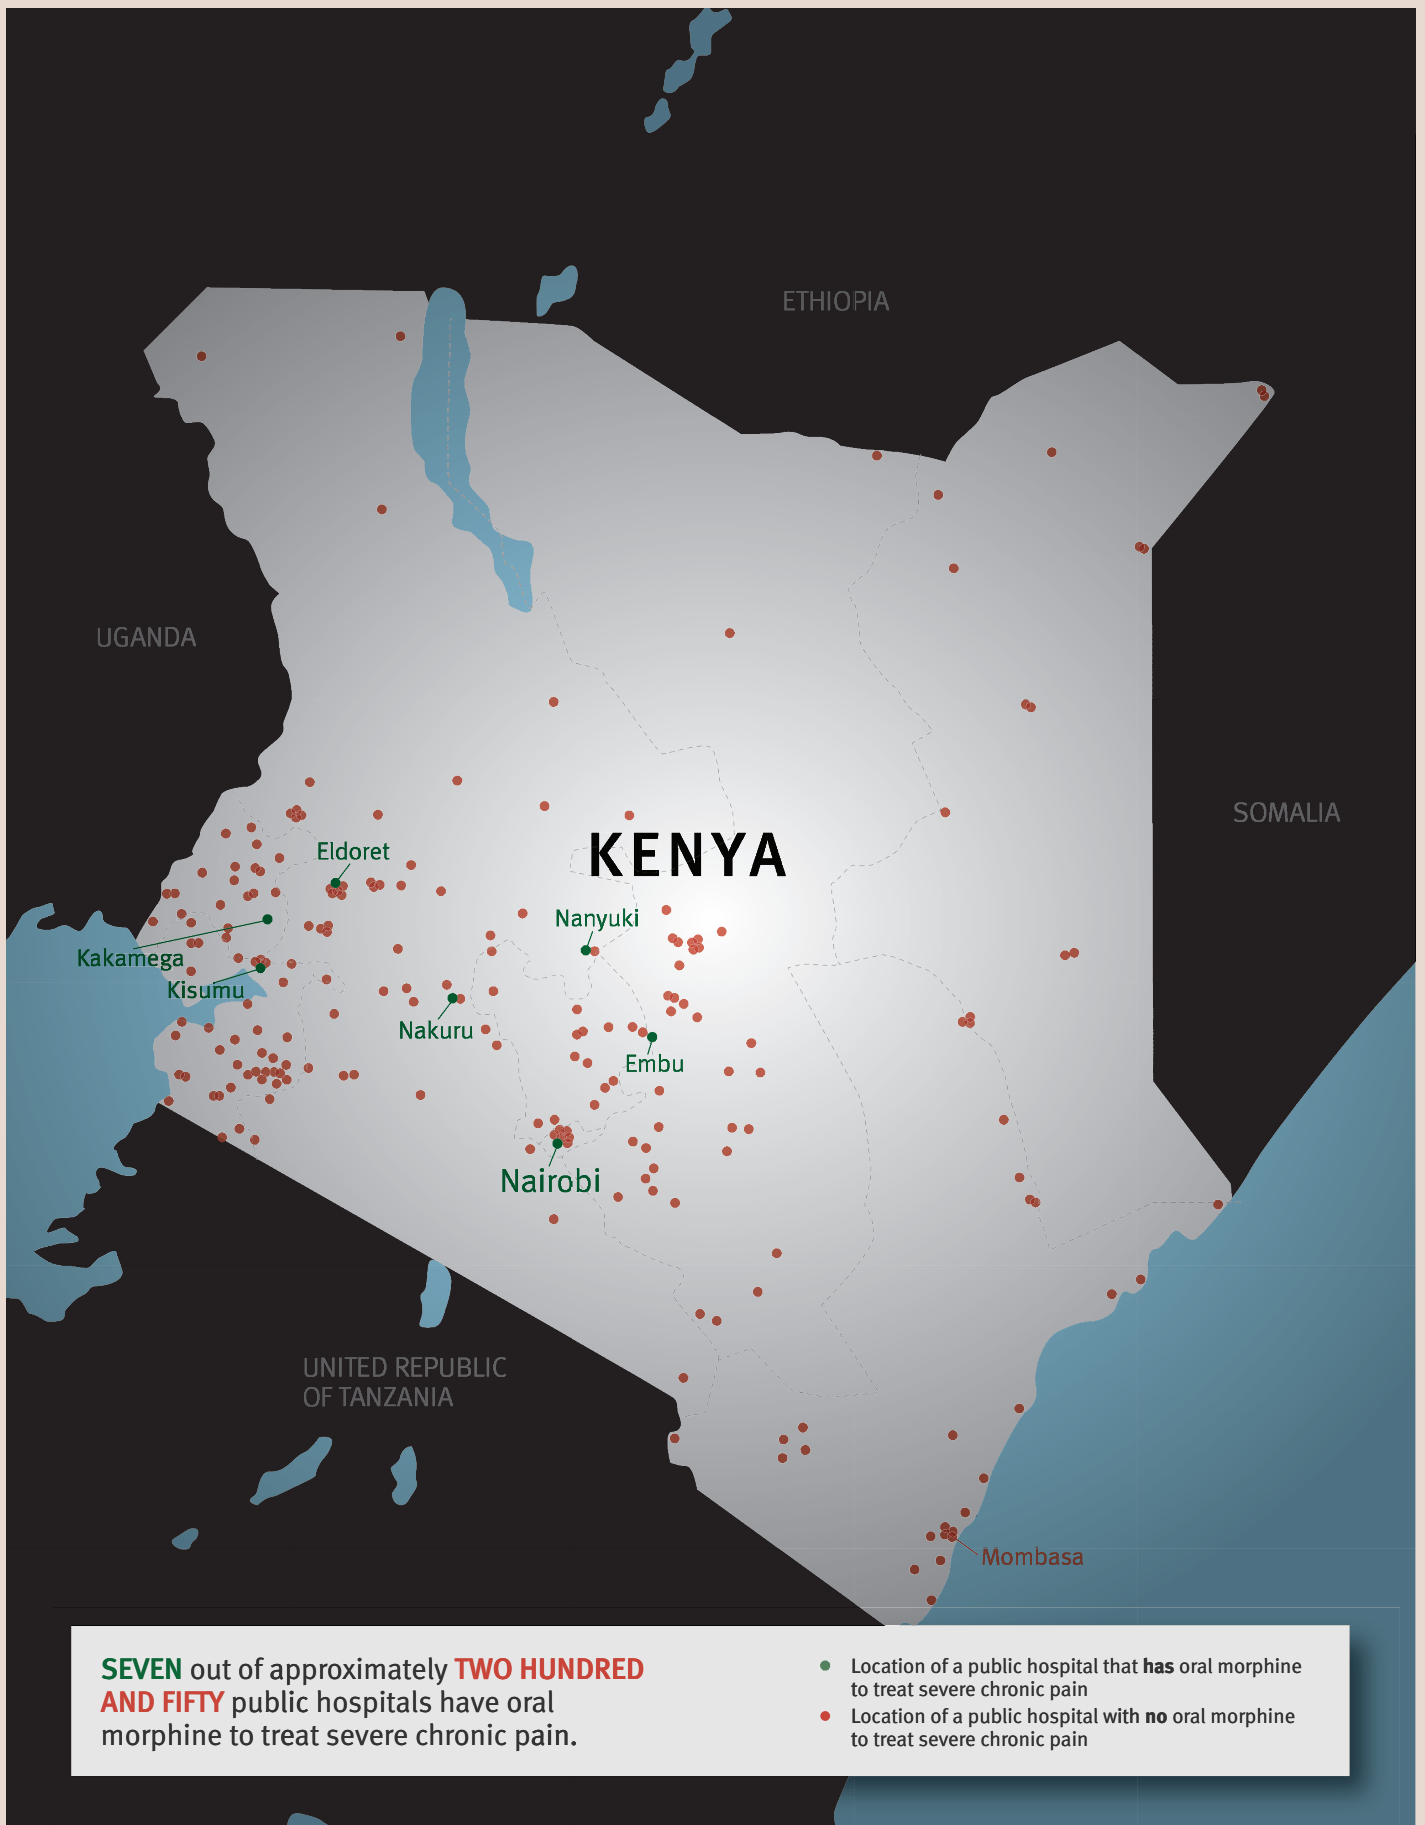 ETHIOPIA
UGANDA
SOMALIA
KENYA
Eldoret
Nanyuki
Kakamega
Kisumu
Nakuru
Embu
Nairobi
UNITED REPUBLIC
OF TANZANIA
Mombasa
SEVEN out of approximately TWO HUNDRED
AND FIFTY public hospitals have oral
morphine to treat severe chronic pain.
Location of a public hospital that has oral morphine
to treat severe chronic pain
Location of a public hospital with no oral morphine
to treat severe chronic pain